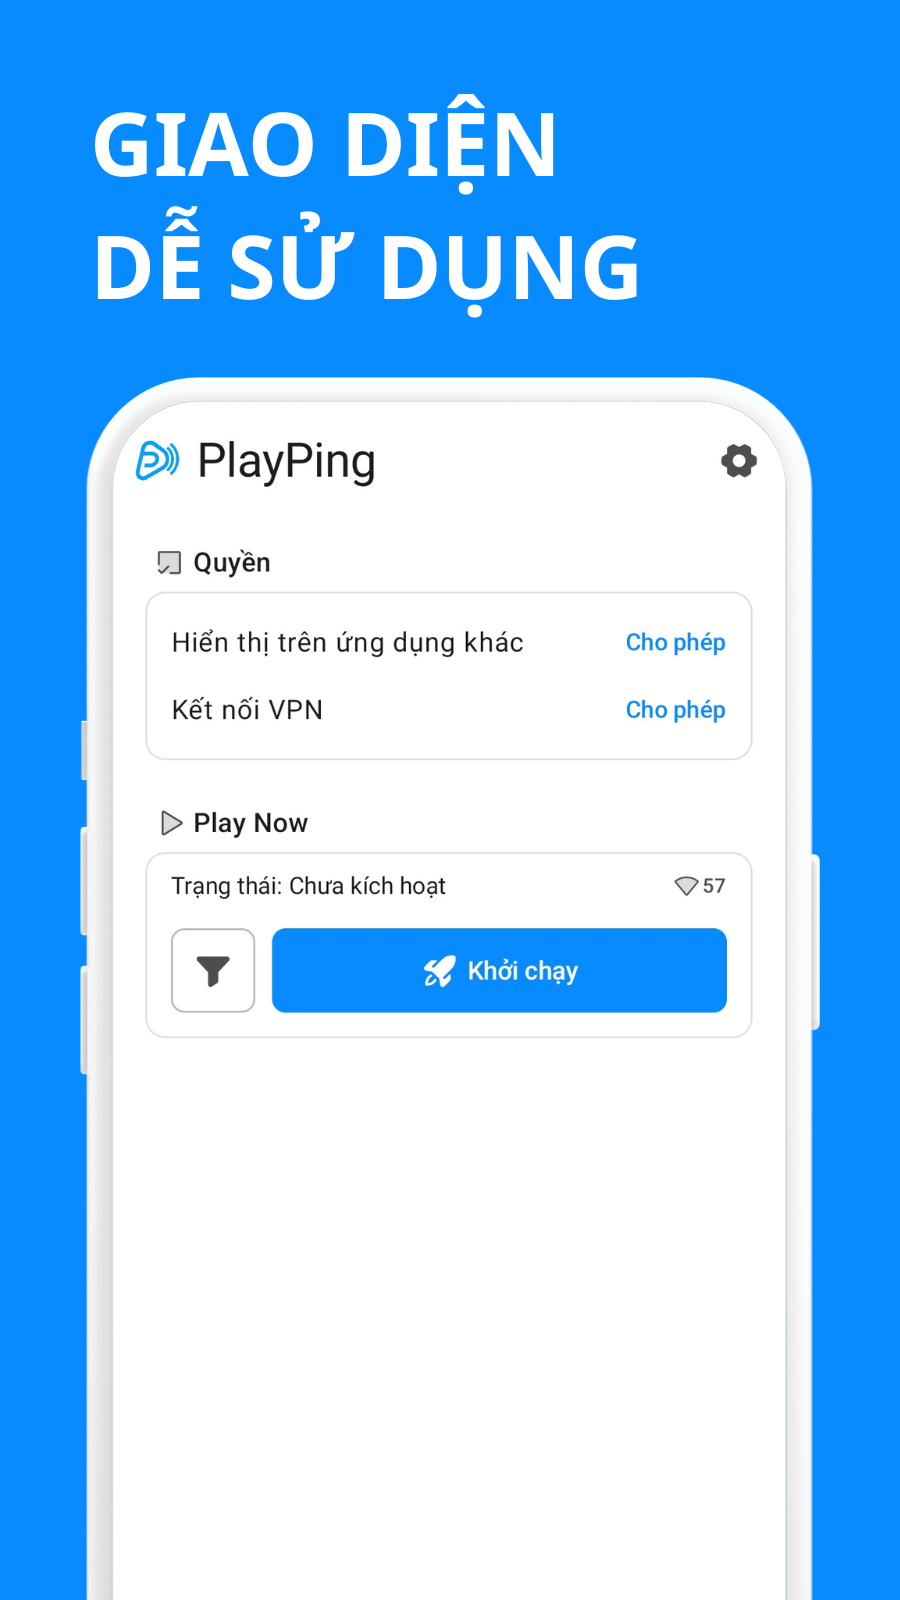 GIAO DIỆN
DỄ SỬ DỤNG
PlayPing
Quyền
Hiển thị trên ứng dụng khác
Cho phép
Kết nối VPN
Cho phép
Play Now
Trạng thái: Chưa kích hoạt
57
Khởi chạy